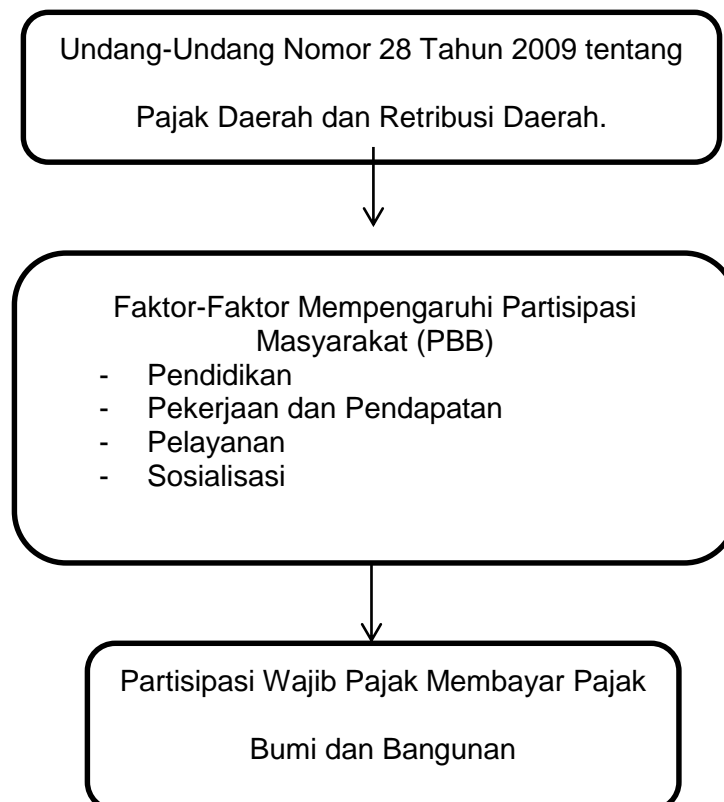 Undang-Undang Nomor 28 Tahun 2009 tentang
Pajak Daerah dan Retribusi Daerah.
Faktor-Faktor Mempengaruhi Partisipasi
Masyarakat (PBB)
- Pendidikan
- Pekerjaan dan Pendapatan
- Pelayanan
- Sosialisasi
Partisipasi Wajib Pajak Membayar Pajak
Bumi dan Bangunan